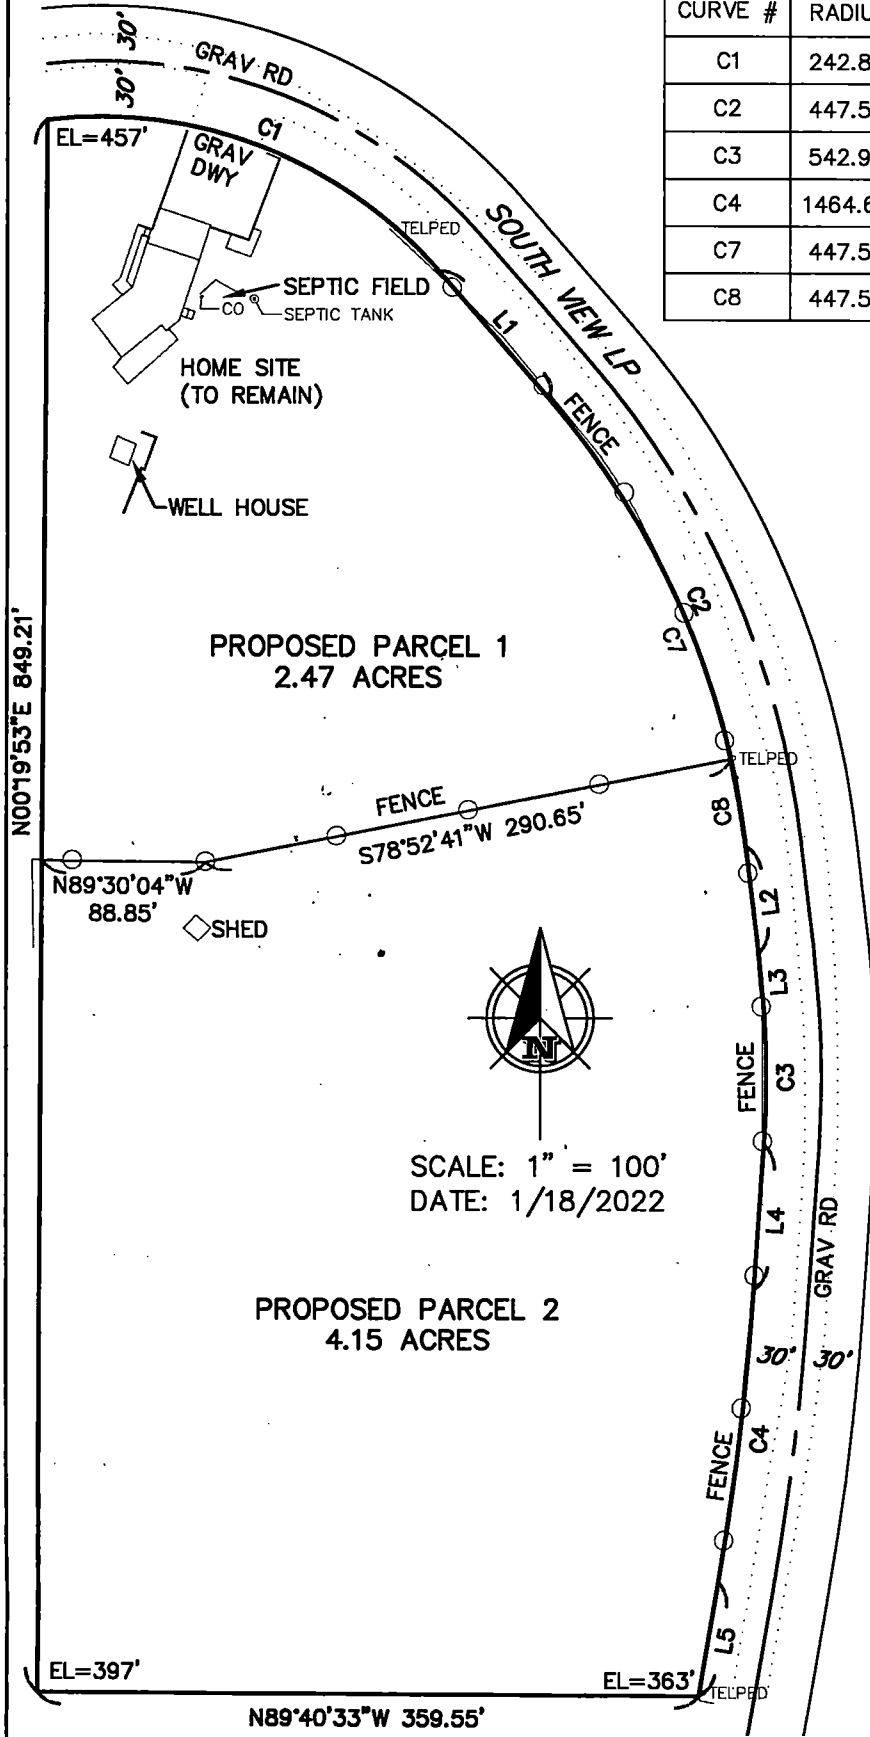 CURVE #
C1 242.8
C2 447.5
C3 542.9
C4 1464.6
C7 447.5
C8 447.5
30'
30'
GRAV RD
EL=457'
C1
GRAV
DWY
TELPED
SOUTH VIEW LP
SEPTIC FIELD
CO
SEPTIC TANK
L1
HOME SITE
(TO REMAIN)
FENCE
WELL HOUSE
C2
C7
N00°19'53"E 849.21'
PROPOSED PARCEL 1
2.47 ACRES
TELPED
FENCE
S78°52'41"W 290.65'
C8
N89°30'04"W
88.85'
L2
SHED
L3
N
FENCE
C3
SCALE: 1" = 100'
DATE: 1/18/2022
L4
GRAV RD
PROPOSED PARCEL 2
4.15 ACRES
30' 30'
C4
FENCE
L5
EL=397'
EL=363'
TELPED
N89°40'33"W 359.55'